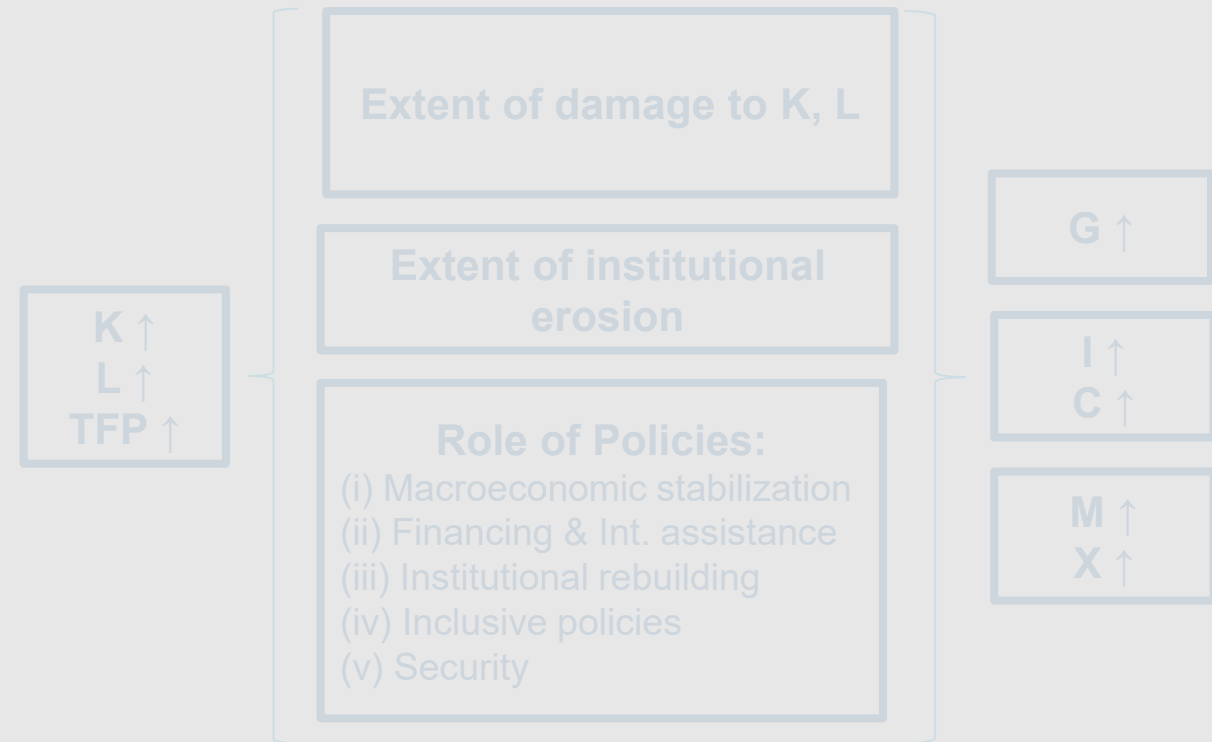 K ↑
L ↑
TFP ↑
Extent of damage to K, L
Extent of institutional
erosion
Role of Policies:
(i) Macroeconomic stabilization
(ii) Financing & Int. assistance
(iii) Institutional rebuilding
(iv) Inclusive policies
(v) Security
G ↑
I ↑
C ↑
M ↑
X ↑